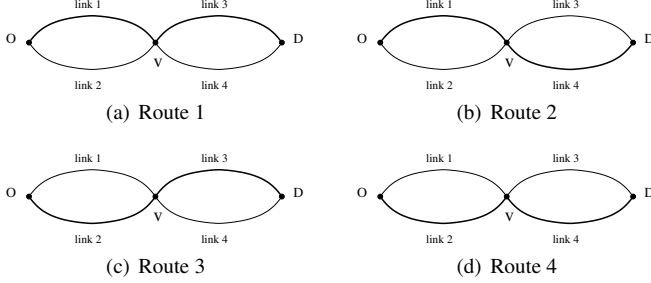 link 1 link 3
O D
V
link 2 link 4
(a) Route 1
link 1 link 3
O D
V
link 2 link 4
(b) Route 2
link 1 link 3
O D
V
link 2 link 4
(c) Route 3
link 1 link 3
O D
V
link 2 link 4
(d) Route 4